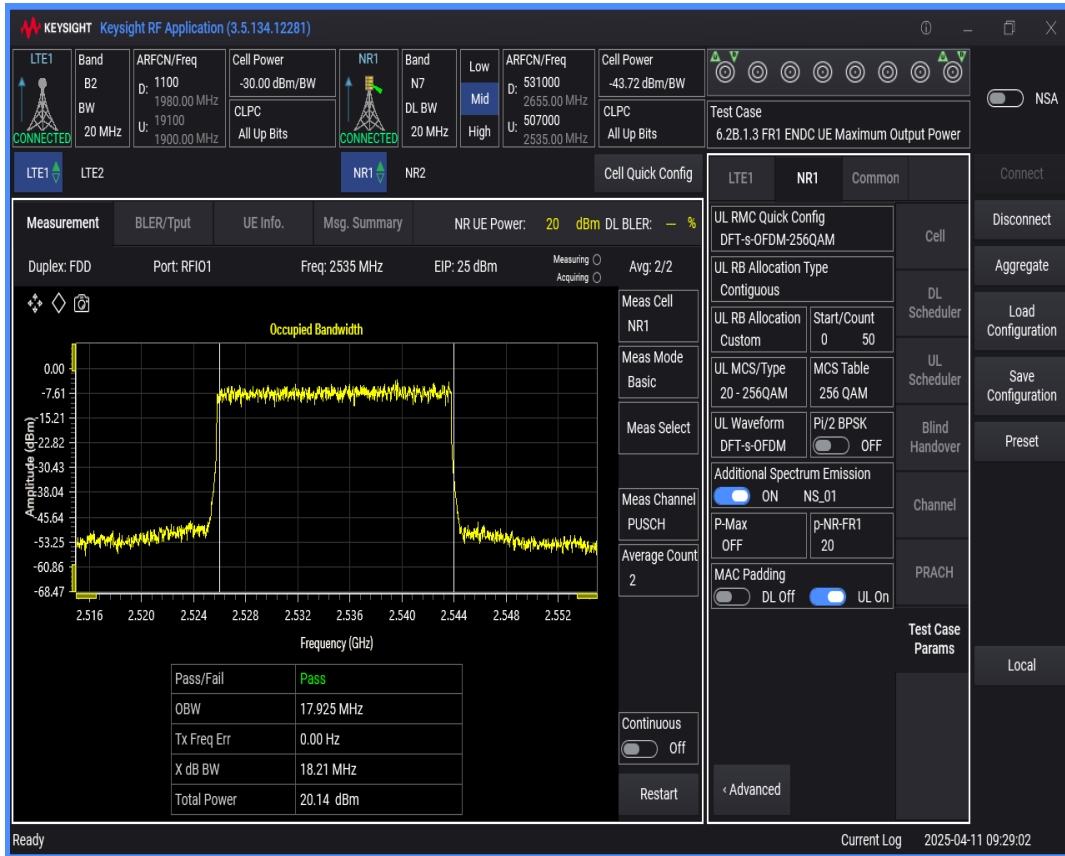 KEYSIGHT Keysight RF Application (3.5.134.12281)
LTE1
CONNECTED
Band
B2
BW
20 MHz
ARFCN/Freq
D: 1100
1980.00 MHz
U: 19100
1900.00 MHz
Cell Power
-30.00 dBm/BW
CLPC
All Up Bits
NR1
CONNECTED
Band
N7
DL BW
20 MHz
Low
Mid
High
ARFCN/Freq
D: 531000
2655.00 MHz
U: 507000
2535.00 MHz
Cell Power
-43.72 dBm/BW
CLPC
All Up Bits
Test Case
6.2B.1.3 FR1 ENDC UE Maximum Output Power
NSA
LTE1 LTE2 NR1 NR2 Cell Quick Config
Measurement BLER/Tput UE Info. Msg. Summary NR UE Power: 20 dBm DL BLER: — %
Duplex: FDD Port: RFIO1 Freq: 2535 MHz EIP: 25 dBm Measuring Avg: 2/2
Acquiring
Occupied Bandwidth
Amplitude (dBm)
0.00
-7.61
-15.21
-22.82
-30.43
-38.04
-45.64
-53.25
-60.86
-68.47
2.516 2.520 2.524 2.528 2.532 2.536 2.540 2.544 2.548 2.552
Frequency (GHz)
Pass/Fail Pass
OBW 17.925 MHz
Tx Freq Err 0.00 Hz
X dB BW 18.21 MHz
Total Power 20.14 dBm
Meas Cell
NR1
Meas Mode
Basic
Meas Select
Meas Channel
PUSCH
Average Count
2
Continuous
Off
Restart
LTE1 NR1 Common
UL RMC Quick Config
DFT-s-OFDM-256QAM
UL RB Allocation Type
Contiguous
UL RB Allocation
Custom
Start/Count
0 50
UL MCS/Type
20 - 256QAM
MCS Table
256 QAM
UL Waveform
DFT-s-OFDM
Pi/2 BPSK
OFF
Additional Spectrum Emission
ON NS_01
P-Max
OFF
p-NR-FR1
20
MAC Padding
DL Off UL On
‹ Advanced
Cell
DL
Scheduler
UL
Scheduler
Blind
Handover
Channel
PRACH
Test Case
Params
Connect
Disconnect
Aggregate
Load
Configuration
Save
Configuration
Preset
Local
Ready Current Log 2025-04-11 09:29:02